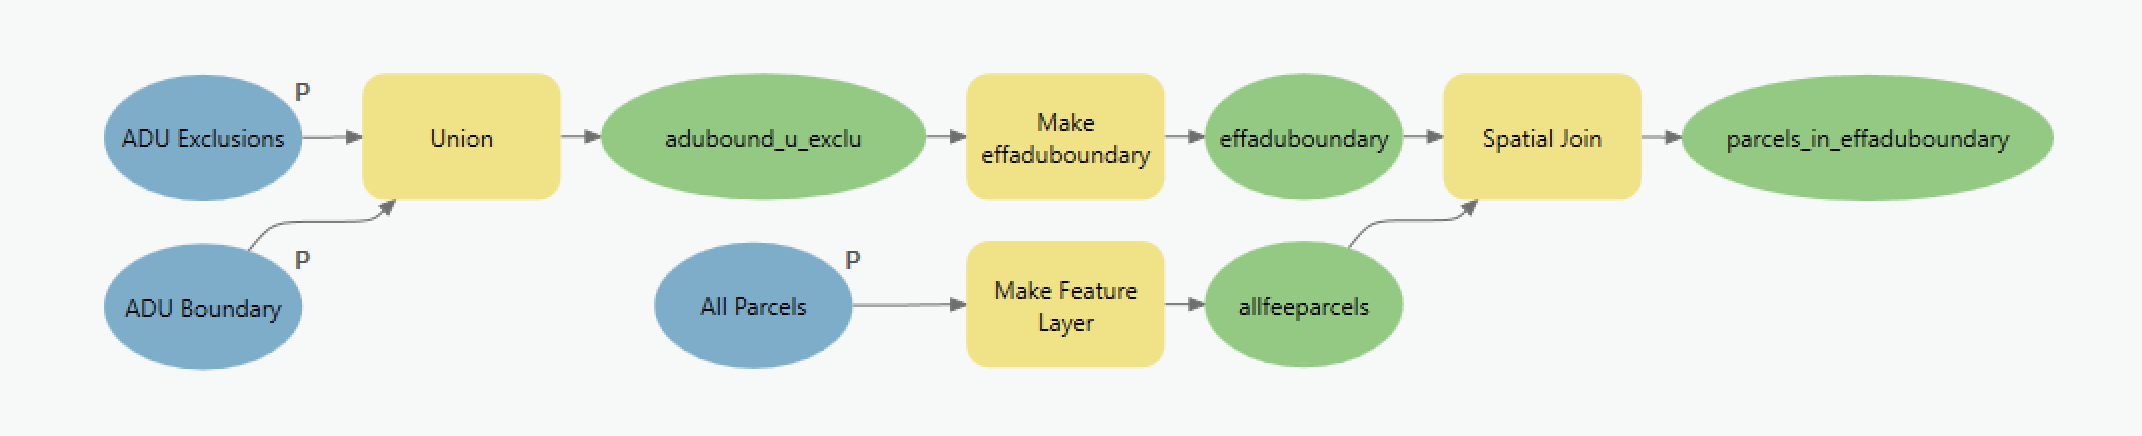 P
ADU Exclusions
Union
adubound_u_exclu
Make
effaduboundary
effaduboundary
Spatial Join
parcels_in_effaduboundary
P
ADU Boundary
P
All Parcels
Make Feature
Layer
allfeeparcels